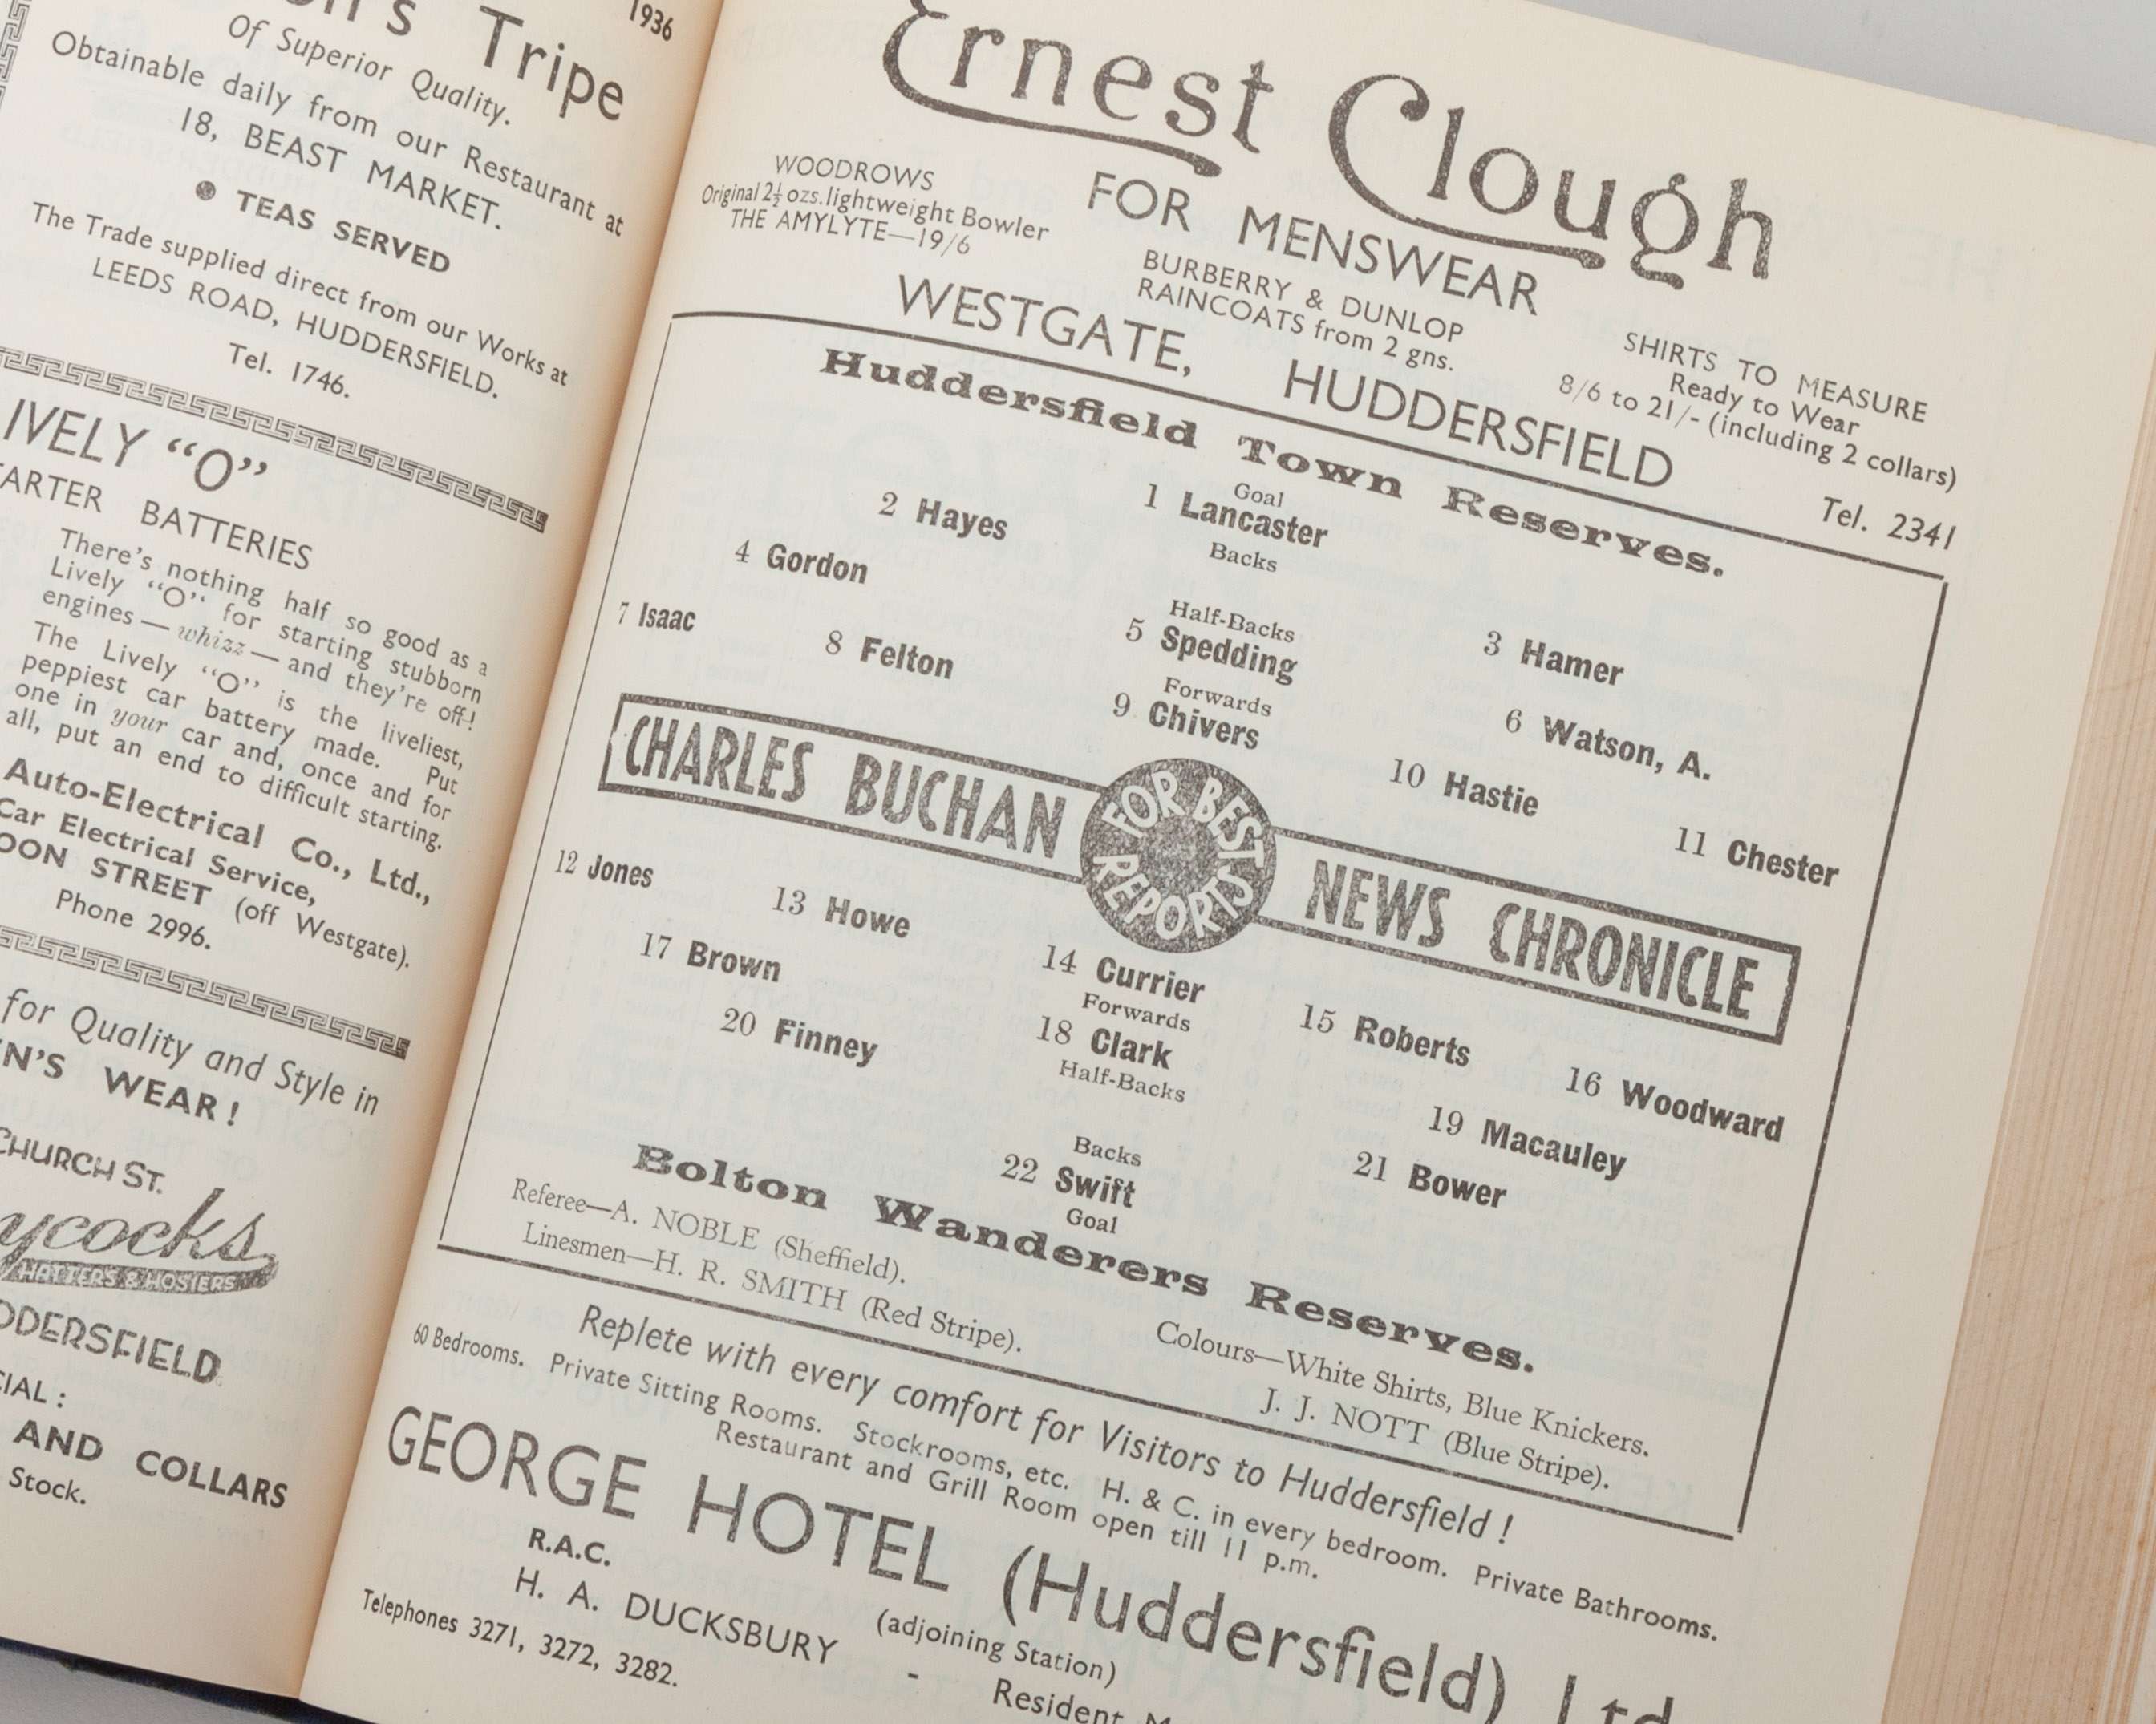 1936
Tripe
Of Superior Quality.
Obtainable daily from our Restaurant at
18, BEAST MARKET.
● TEAS SERVED
The Trade supplied direct from our Works at
LEEDS ROAD, HUDDERSFIELD.
Tel. 1746.
IVELY “O”
ARTER BATTERIES
There's nothing half so good as a
Lively “O” for starting stubborn
engines — whizz — and they're off!
The Lively “O” is the liveliest,
peppiest car battery made. Put
one in your car and, once and for
all, put an end to difficult starting.
Auto-Electrical Co., Ltd.,
Car Electrical Service,
OON STREET (off Westgate).
Phone 2996.
for Quality and Style in
N'S WEAR!
CHURCH ST.
ycocks
HATTERS & HOSIERS
DDERSFIELD
CIAL:
AND COLLARS
Stock.
Ernest Clough
FOR MENSWEAR
WOODROWS
Original 2½ ozs. lightweight Bowler
THE AMYLYTE—19/6
BURBERRY & DUNLOP
RAINCOATS from 2 gns.
SHIRTS TO MEASURE
Ready to Wear
8/6 to 21/- (including 2 collars)
WESTGATE, HUDDERSFIELD
Tel. 2341
Huddersfield Town Reserves.
Goal
1 Lancaster
Backs
2 Hayes 3 Hamer
Half-Backs
4 Gordon 5 Spedding 6 Watson, A.
Forwards
7 Isaac 8 Felton 9 Chivers 10 Hastie 11 Chester
CHARLES BUCHAN FOR BEST REPORTS NEWS CHRONICLE
12 Jones 13 Howe 14 Currier 15 Roberts 16 Woodward
Forwards
17 Brown 18 Clark 19 Macauley
Half-Backs
20 Finney 21 Bower
Backs
22 Swift
Goal
Bolton Wanderers Reserves.
Referee—A. NOBLE (Sheffield). Colours—White Shirts, Blue Knickers.
Linesmen—H. R. SMITH (Red Stripe). J. J. NOTT (Blue Stripe).
Replete with every comfort for Visitors to Huddersfield!
60 Bedrooms. Private Sitting Rooms. Stockrooms, etc. H. & C. in every bedroom. Private Bathrooms.
Restaurant and Grill Room open till 11 p.m.
GEORGE HOTEL (Huddersfield) Ltd
R.A.C. (adjoining Station)
H. A. DUCKSBURY - Resident
Telephones 3271, 3272, 3282.